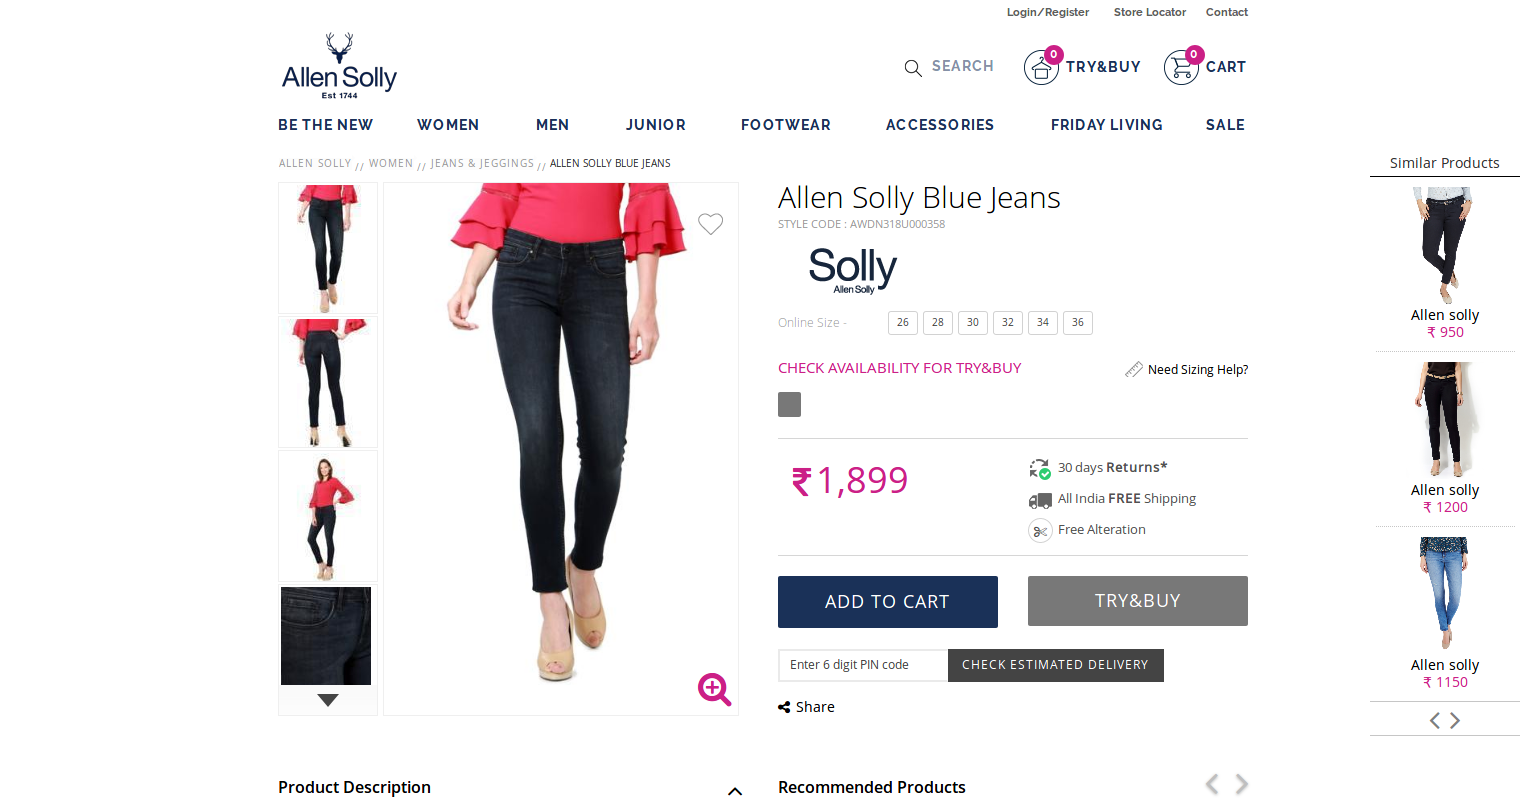 Login/Register Store Locator Contact
Allen Solly
Est 1744
SEARCH 0 TRY&BUY 0 CART
BE THE NEW WOMEN MEN JUNIOR FOOTWEAR ACCESSORIES FRIDAY LIVING SALE
ALLEN SOLLY // WOMEN // JEANS & JEGGINGS // ALLEN SOLLY BLUE JEANS
Allen Solly Blue Jeans
STYLE CODE : AWDN318U000358
Solly
Allen Solly
Online Size - 26 28 30 32 34 36
CHECK AVAILABILITY FOR TRY&BUY Need Sizing Help?
₹1,899
30 days Returns*
All India FREE Shipping
Free Alteration
ADD TO CART TRY&BUY
Enter 6 digit PIN code CHECK ESTIMATED DELIVERY
Share
Product Description Recommended Products
Similar Products
Allen solly
₹ 950
Allen solly
₹ 1200
Allen solly
₹ 1150